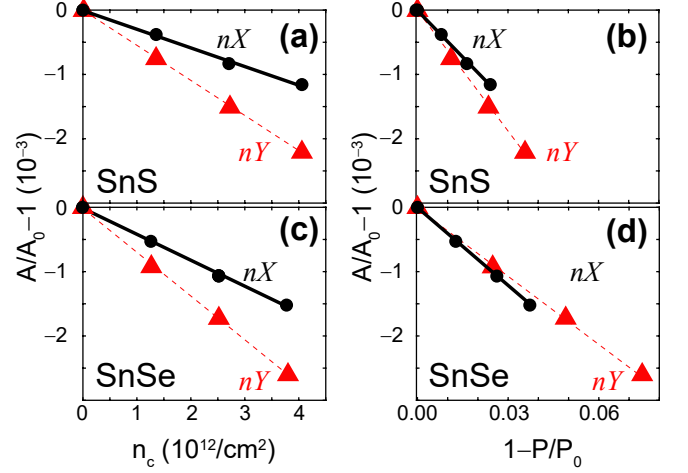 0
−1
−2
A/A₀−1 (10⁻³)
nX
(a)
nY
SnS
nX
(b)
nY
SnS
0
−1
−2
A/A₀−1
nX
(c)
nY
SnSe
nX
(d)
nY
SnSe
0 1 2 3 4
n_c (10¹²/cm²)
0.00 0.03 0.06
1−P/P₀